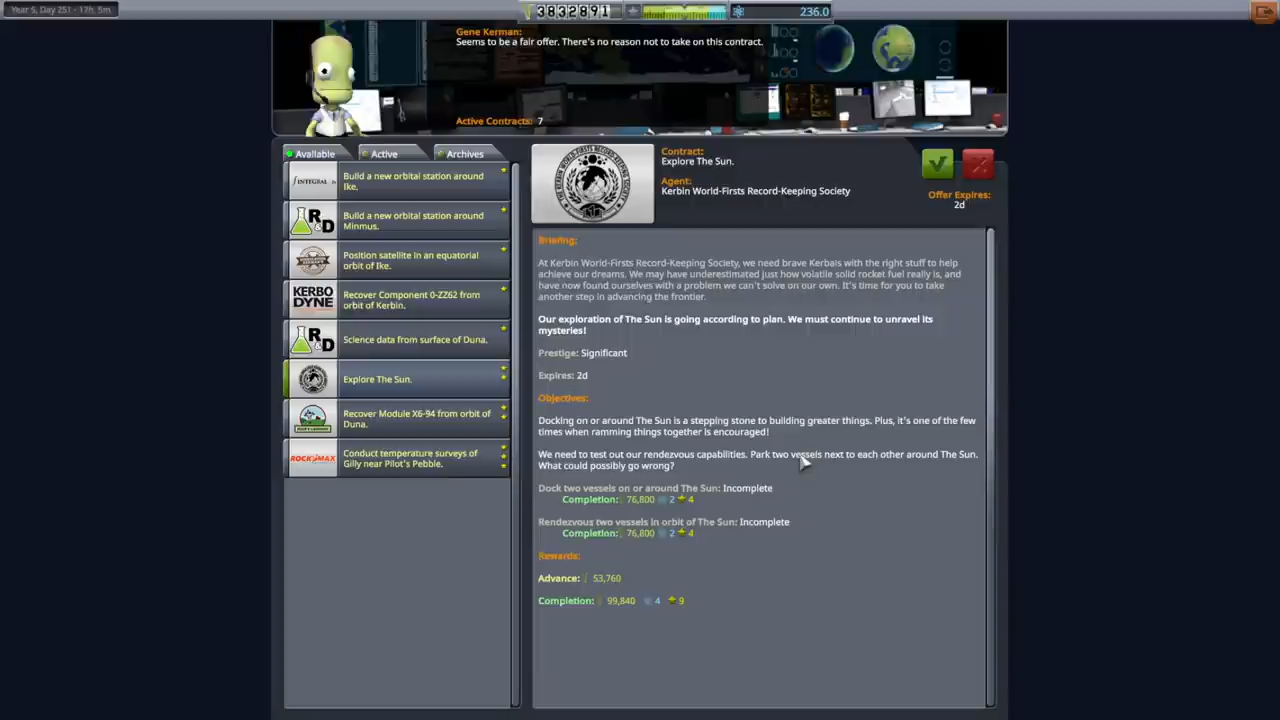 Year 5, Day 251 - 17h, 5m
3832891
236.0
Gene Kerman:
Seems to be a fair offer. There's no reason not to take on this contract.
Active Contracts: 7
Available
Active
Archives
INTEGRAL
Build a new orbital station around
Ike.
R&D
Build a new orbital station around
Minmus.
Position satellite in an equatorial
orbit of Ike.
KERBO
DYNE
Recover Component 0-ZZ62 from
orbit of Kerbin.
R&D
Science data from surface of Duna.
Explore The Sun.
Recover Module X6-94 from orbit of
Duna.
ROCKOMAX
Conduct temperature surveys of
Gilly near Pilot's Pebble.
Contract:
Explore The Sun.
Agent:
Kerbin World-Firsts Record-Keeping Society
Offer Expires:
2d
Briefing:
At Kerbin World-Firsts Record-Keeping Society, we need brave Kerbals with the right stuff to help
achieve our dreams. We may have underestimated just how volatile solid rocket fuel really is, and
have now found ourselves with a problem we can't solve on our own. It's time for you to take
another step in advancing the frontier.
Our exploration of The Sun is going according to plan. We must continue to unravel its
mysteries!
Prestige: Significant
Expires: 2d
Objectives:
Docking on or around The Sun is a stepping stone to building greater things. Plus, it's one of the few
times when ramming things together is encouraged!
We need to test out our rendezvous capabilities. Park two vessels next to each other around The Sun.
What could possibly go wrong?
Dock two vessels on or around The Sun: Incomplete
Completion: 76,800 2 4
Rendezvous two vessels in orbit of The Sun: Incomplete
Completion: 76,800 2 4
Rewards:
Advance: 53,760
Completion: 99,840 4 9